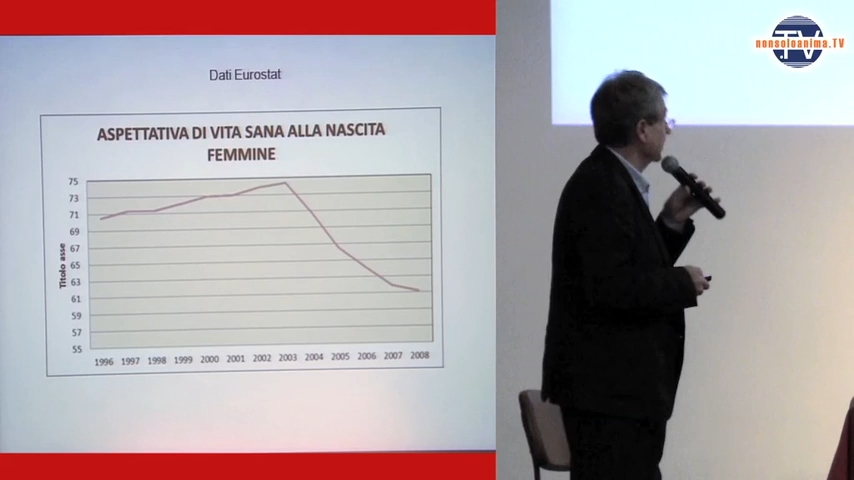 Dati Eurostat
ASPETTATIVA DI VITA SANA ALLA NASCITA
FEMMINE
75
73
71
69
67
65
63
61
59
57
55
Titolo asse
1996 1997 1998 1999 2000 2001 2002 2003 2004 2005 2006 2007 2008
TV
nonsoloanima.TV